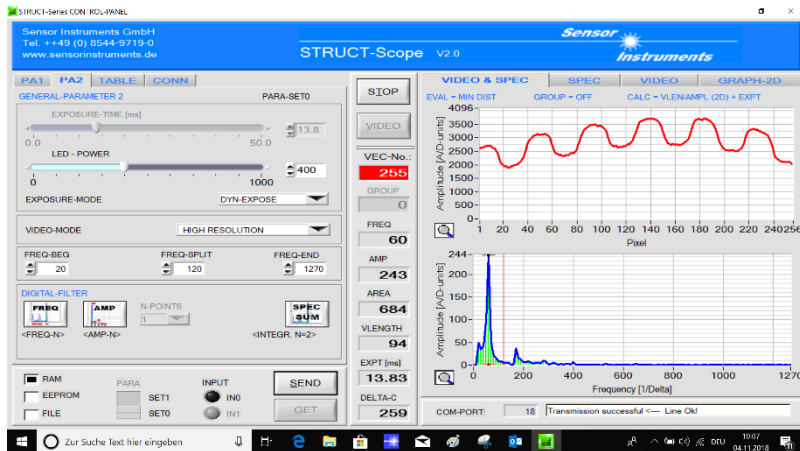 STRUCT-Series CONTROL-PANEL
Sensor Instruments GmbH
Tel. ++49 (0) 8544-9719-0
www.sensorinstruments.de
STRUCT-Scope V2.0
Sensor
Instruments
PA1 PA2 TABLE CONN
GENERAL-PARAMETER 2 PARA-SET0
EXPOSURE-TIME [ms]
13.8
0.0 50.0
LED - POWER
400
0 1000
EXPOSURE-MODE DYN-EXPOSE
VIDEO-MODE HIGH RESOLUTION
FREQ-BEG FREQ-SPLIT FREQ-END
20 120 1270
DIGITAL-FILTER
FREQ AMP N-POINTS SPEC
SUM
1
<FREQ-N> <AMP-N> <INTEGR. N=2>
RAM
EEPROM
FILE
PARA
SET1
SET0
INPUT
IN0
IN1
SEND
GET
STOP
VIDEO
VEC-No.:
255
GROUP
0
FREQ
60
AMP
243
AREA
684
VLENGTH
94
EXPT [ms]
13.83
DELTA-C
259
VIDEO & SPEC SPEC VIDEO GRAPH-2D
EVAL = MIN DIST GROUP = OFF CALC = VLEN/AMPL (2D) + EXPT
Amplitude [A/D-units]
4096
3500
3000
2500
2000
1500
1000
500
0
1 20 40 60 80 100 120 140 160 180 200 220 240 256
Pixel
Amplitude [A/D-units]
244
200
150
100
50
0
0 200 400 600 800 1000 1270
Frequency [1/Delta]
COM-PORT: 18 Transmission successful <--- Line Ok!
Zur Suche Text hier eingeben
DEU
10:07
04.11.2018